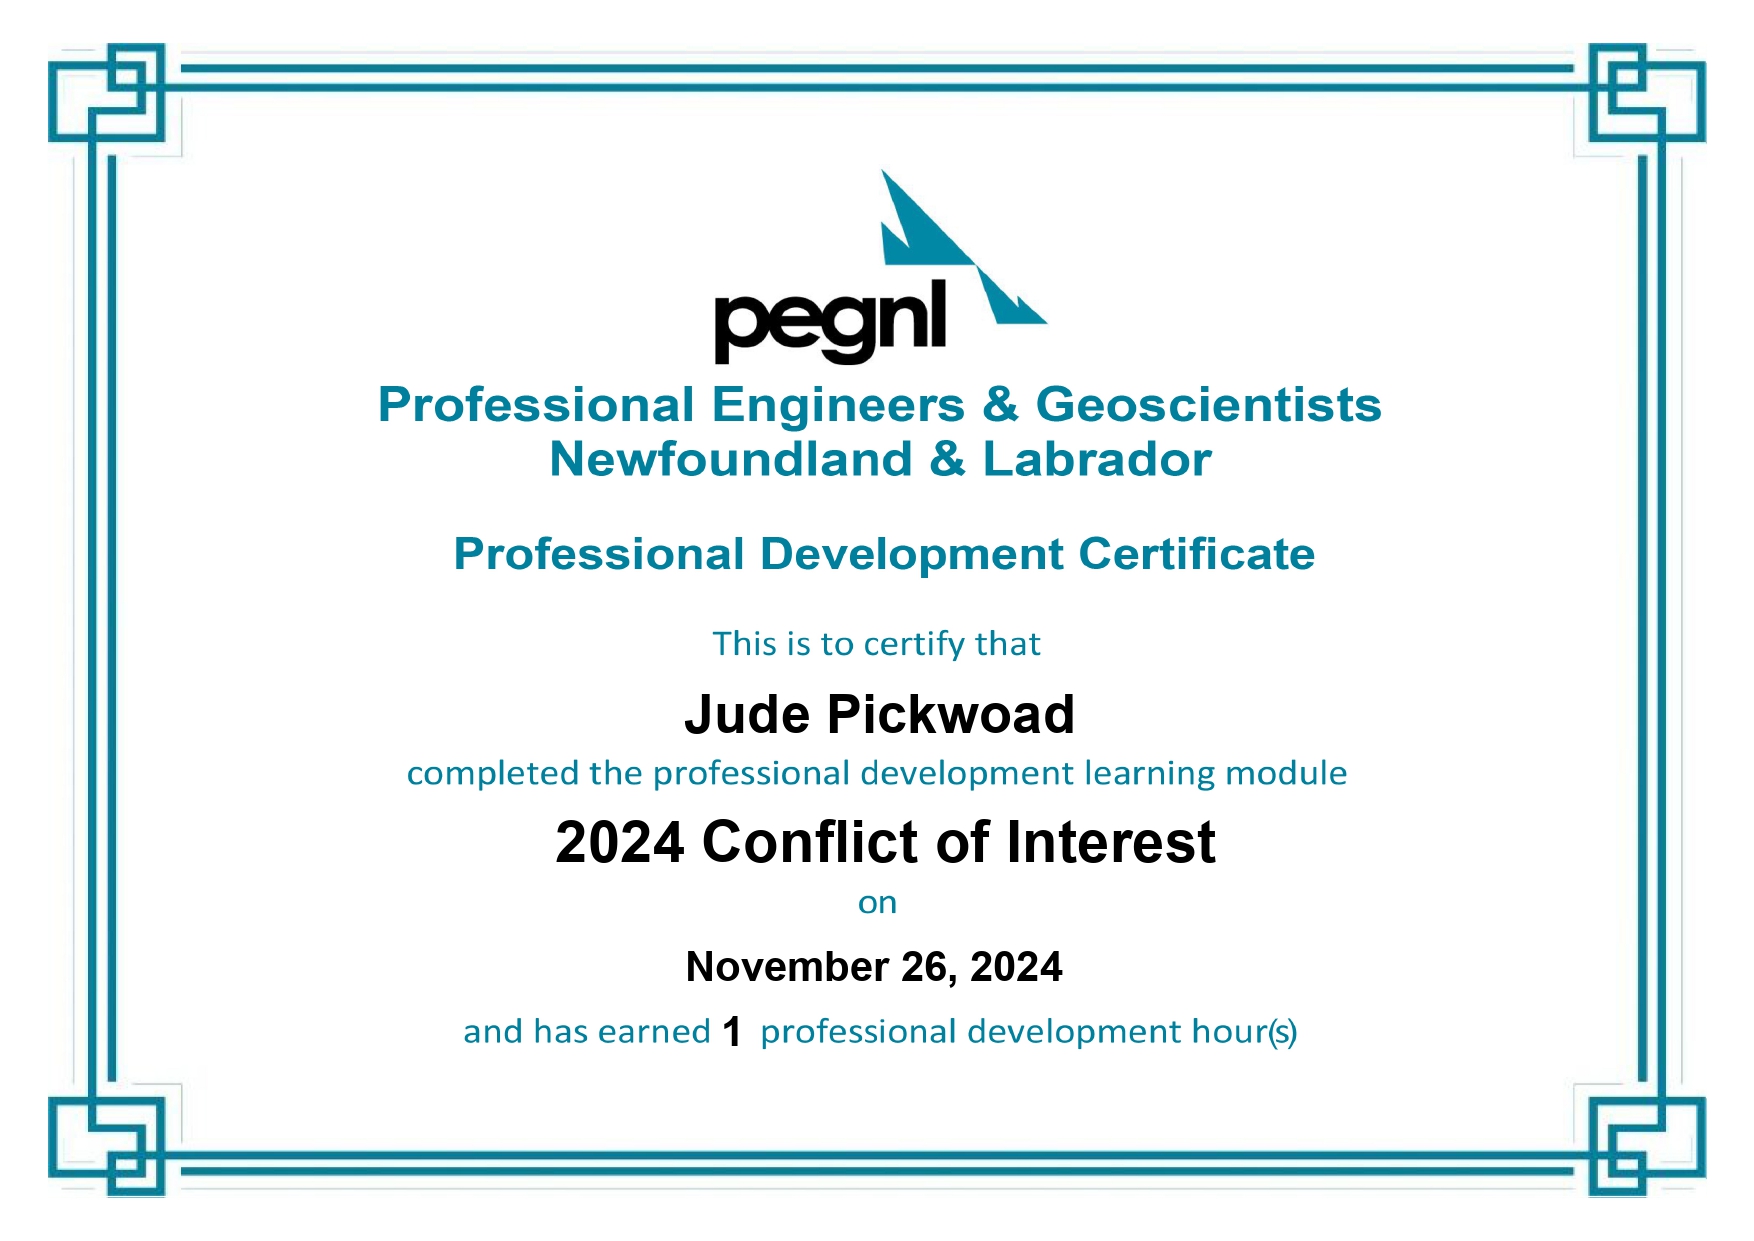 pegnl
Professional Engineers & Geoscientists
Newfoundland & Labrador
Professional Development Certificate
This is to certify that
Jude Pickwoad
completed the professional development learning module
2024 Conflict of Interest
on
November 26, 2024
and has earned 1 professional development hour(s)